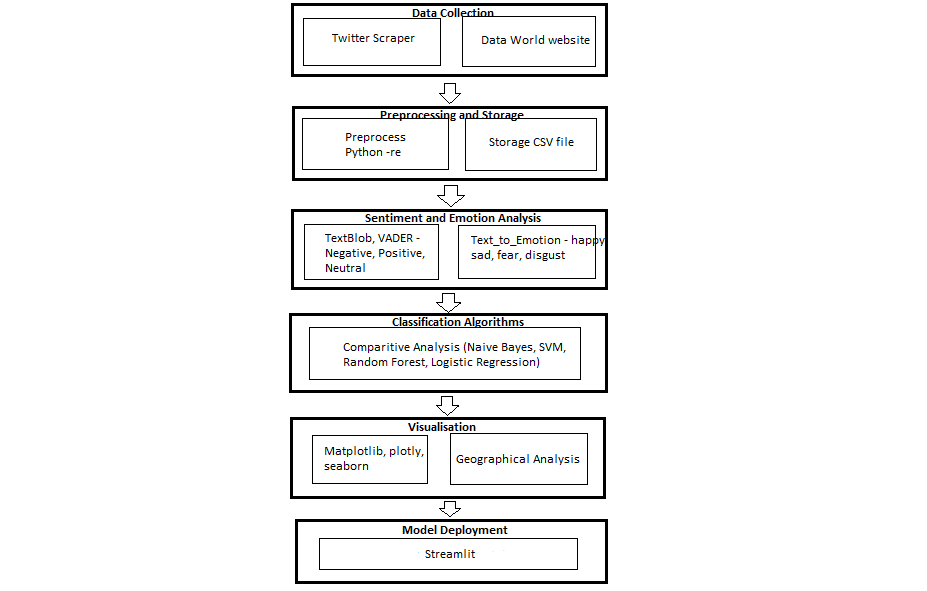 Data Collection
Twitter Scraper
Data World website
Preprocessing and Storage
Preprocess
Python -re
Storage CSV file
Sentiment and Emotion Analysis
TextBlob, VADER -
Negative, Positive,
Neutral
Text_to_Emotion - happy
sad, fear, disgust
Classification Algorithms
Comparitive Analysis (Naive Bayes, SVM,
Random Forest, Logistic Regression)
Visualisation
Matplotlib, plotly,
seaborn
Geographical Analysis
Model Deployment
Streamlit